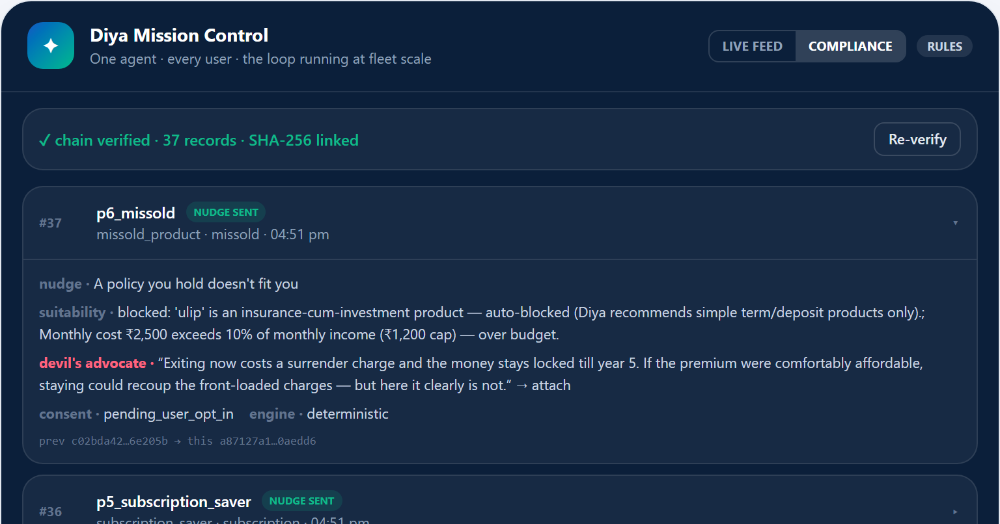 Diya Mission Control
One agent · every user · the loop running at fleet scale
LIVE FEED
COMPLIANCE
RULES
✓ chain verified · 37 records · SHA-256 linked
Re-verify
#37
p6_missold NUDGE SENT
missold_product · missold · 04:51 pm
nudge · A policy you hold doesn't fit you
suitability · blocked: 'ulip' is an insurance-cum-investment product — auto-blocked (Diya recommends simple term/deposit products only).;
Monthly cost ₹2,500 exceeds 10% of monthly income (₹1,200 cap) — over budget.
devil's advocate · “Exiting now costs a surrender charge and the money stays locked till year 5. If the premium were comfortably affordable,
staying could recoup the front-loaded charges — but here it clearly is not.” → attach
consent · pending_user_opt_in engine · deterministic
prev c02bda42…6e205b → this a87127a1…0aedd6
#36
p5_subscription_saver NUDGE SENT
subscription_saver · subscription · 04:51 pm